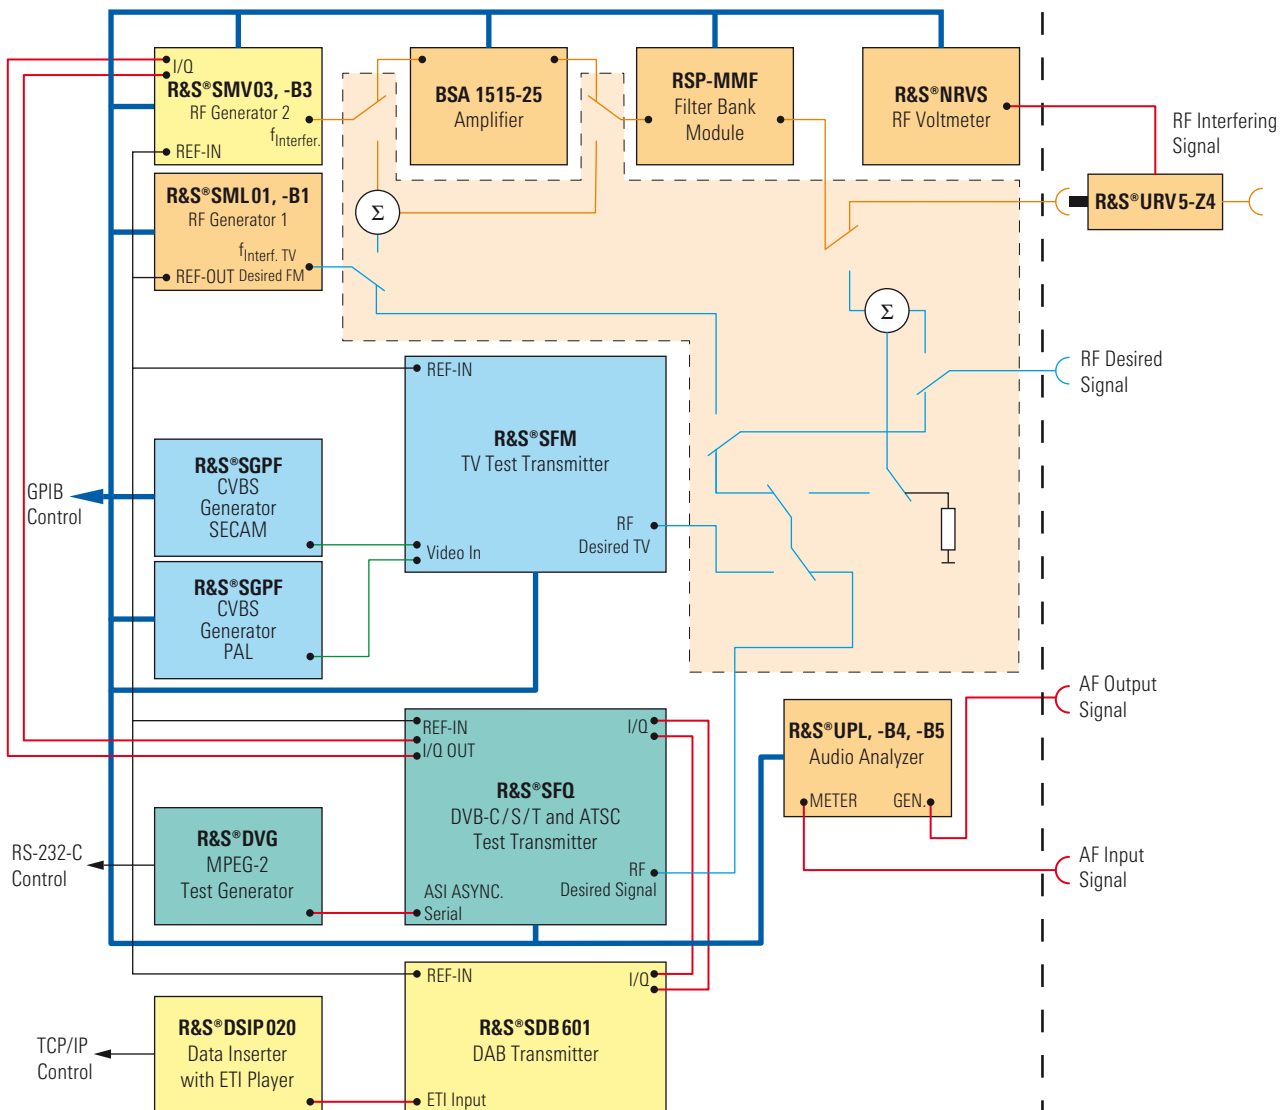 I/Q
R&S®SMV03, -B3
RF Generator 2
fInterfer.
REF-IN
BSA 1515-25
Amplifier
RSP-MMF
Filter Bank
Module
R&S®NRVS
RF Voltmeter
RF Interfering
Signal
R&S®URV5-Z4
R&S®SML01, -B1
RF Generator 1
fInterf. TV
REF-OUT Desired FM
Σ
Σ
RF Desired
Signal
REF-IN
R&S®SFM
TV Test Transmitter
RF
Desired TV
Video In
GPIB
Control
R&S®SGPF
CVBS
Generator
SECAM
R&S®SGPF
CVBS
Generator
PAL
AF Output
Signal
REF-IN
I/Q OUT
I/Q
R&S®SFQ
DVB-C/S/T and ATSC
Test Transmitter
RF
Desired Signal
ASI ASYNC.
Serial
R&S®UPL, -B4, -B5
Audio Analyzer
METER GEN.
AF Input
Signal
RS-232-C
Control
R&S®DVG
MPEG-2
Test Generator
REF-IN
I/Q
R&S®SDB601
DAB Transmitter
ETI Input
TCP/IP
Control
R&S®DSIP020
Data Inserter
with ETI Player